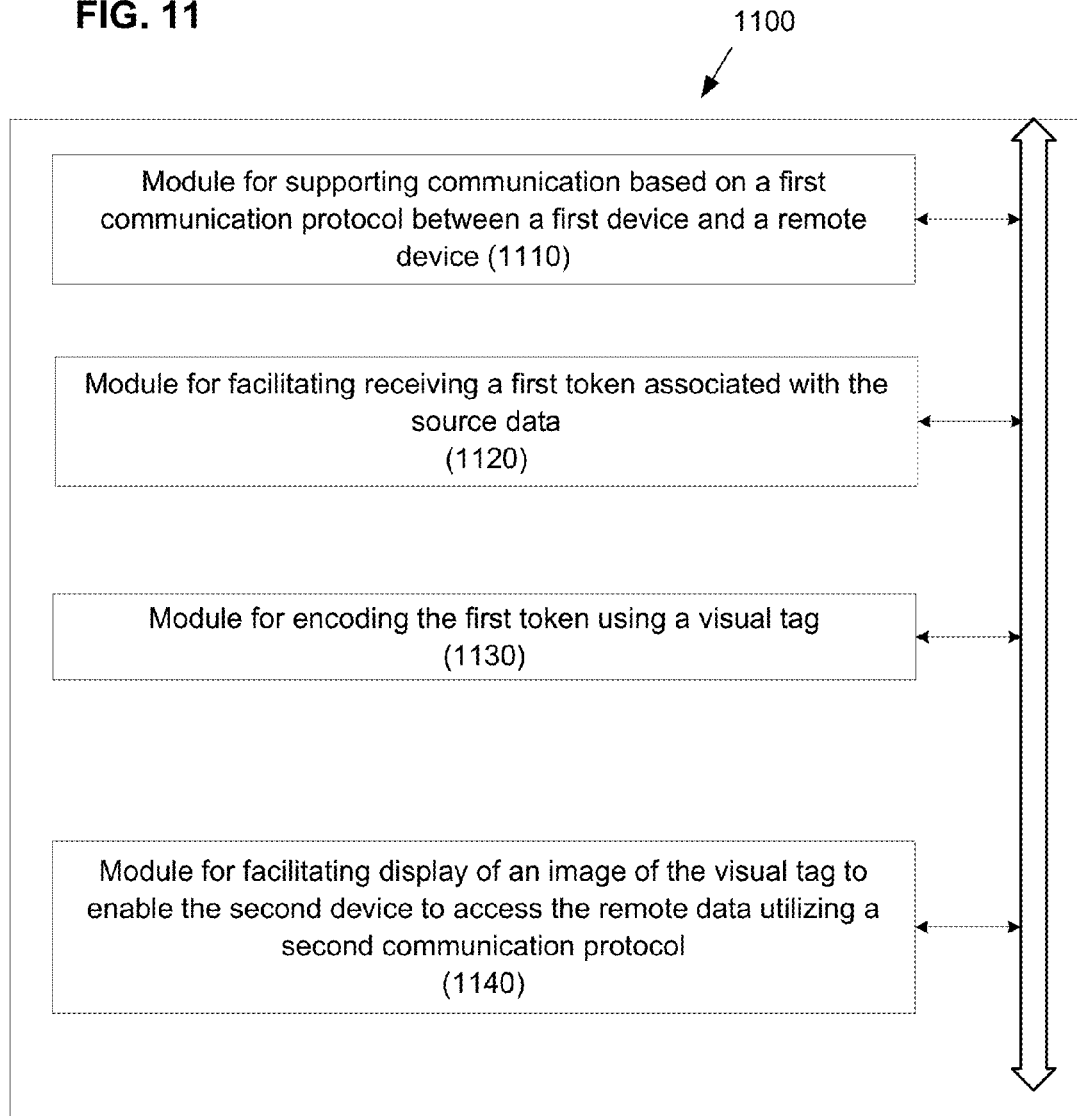 FIG. 11
1100
Module for supporting communication based on a first
communication protocol between a first device and a remote
device (1110)
Module for facilitating receiving a first token associated with the
source data
(1120)
Module for encoding the first token using a visual tag
(1130)
Module for facilitating display of an image of the visual tag to
enable the second device to access the remote data utilizing a
second communication protocol
(1140)